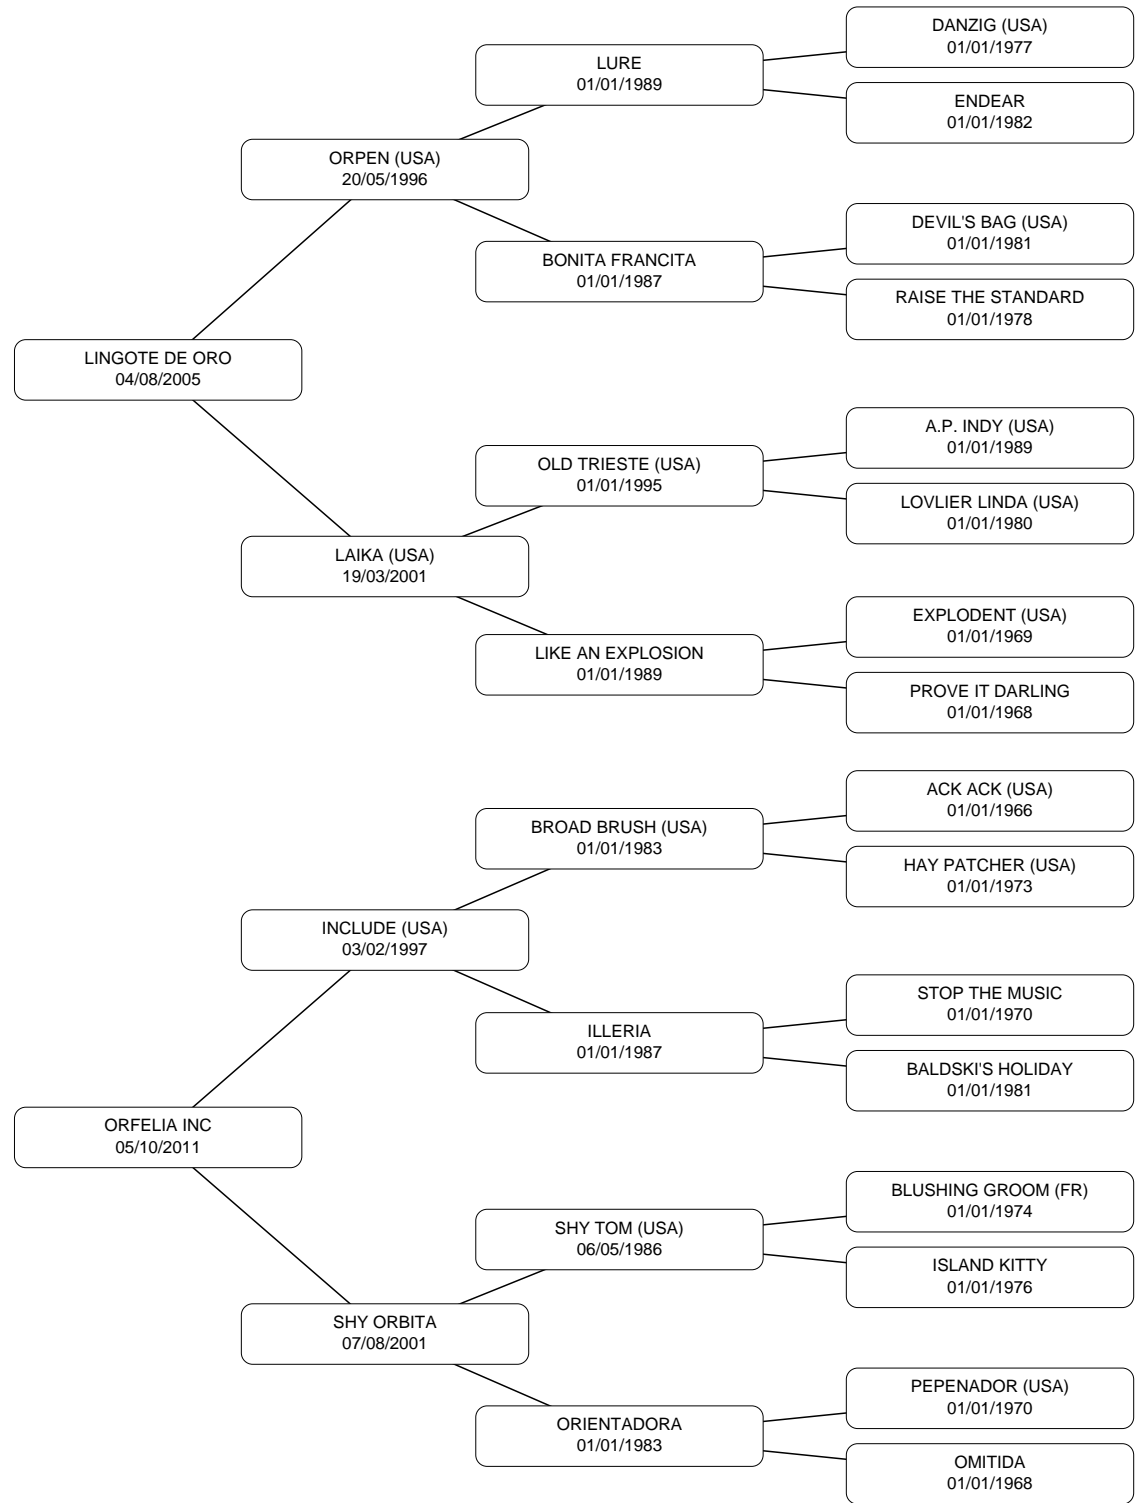 DANZIG (USA)
01/01/1977
LURE
01/01/1989
ENDEAR
01/01/1982
ORPEN (USA)
20/05/1996
DEVIL'S BAG (USA)
01/01/1981
BONITA FRANCITA
01/01/1987
RAISE THE STANDARD
01/01/1978
LINGOTE DE ORO
04/08/2005
A.P. INDY (USA)
01/01/1989
OLD TRIESTE (USA)
01/01/1995
LOVLIER LINDA (USA)
01/01/1980
LAIKA (USA)
19/03/2001
EXPLODENT (USA)
01/01/1969
LIKE AN EXPLOSION
01/01/1989
PROVE IT DARLING
01/01/1968
ACK ACK (USA)
01/01/1966
BROAD BRUSH (USA)
01/01/1983
HAY PATCHER (USA)
01/01/1973
INCLUDE (USA)
03/02/1997
STOP THE MUSIC
01/01/1970
ILLERIA
01/01/1987
BALDSKI'S HOLIDAY
01/01/1981
ORFELIA INC
05/10/2011
BLUSHING GROOM (FR)
01/01/1974
SHY TOM (USA)
06/05/1986
ISLAND KITTY
01/01/1976
SHY ORBITA
07/08/2001
PEPENADOR (USA)
01/01/1970
ORIENTADORA
01/01/1983
OMITIDA
01/01/1968